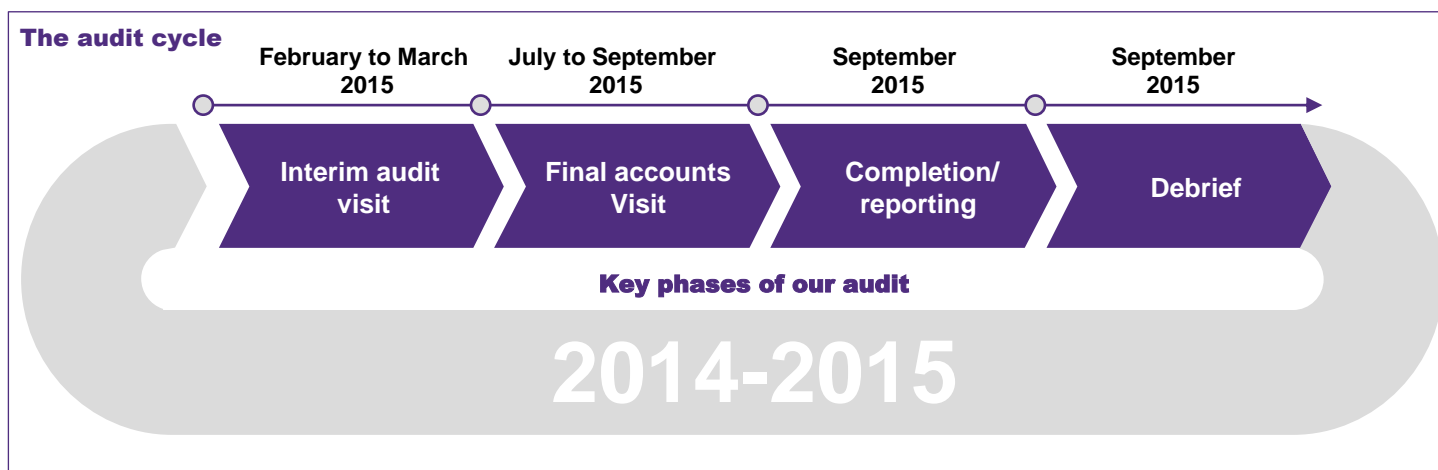 The audit cycle
February to March
2015
July to September
2015
September
2015
September
2015
Interim audit
visit
Final accounts
Visit
Completion/
reporting
Debrief
Key phases of our audit
2014-2015